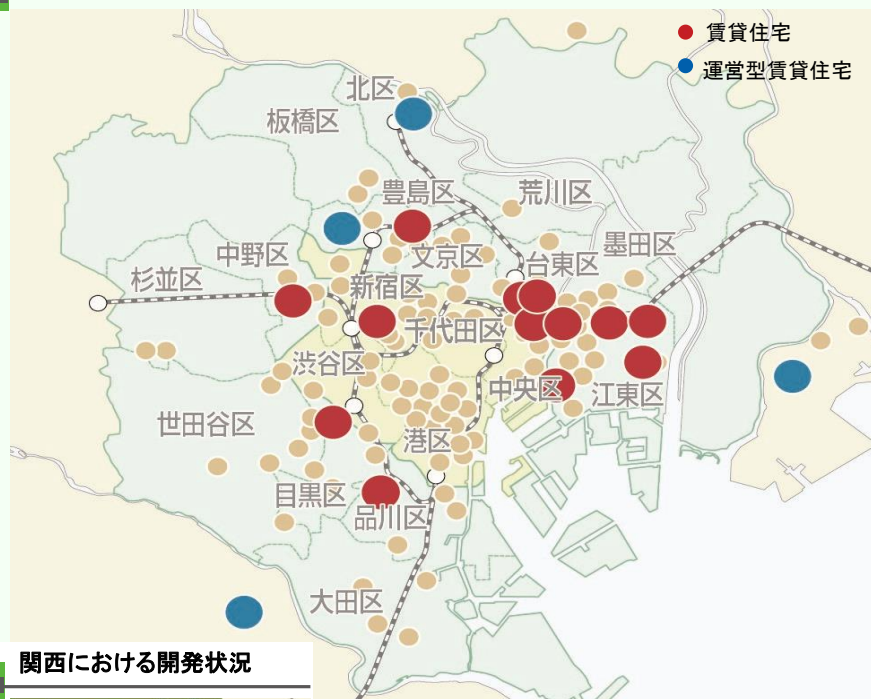 賃貸住宅
運営型賃貸住宅
北区
板橋区
豊島区
荒川区
中野区
文京区
墨田区
台東区
杉並区
新宿区
千代田区
渋谷区
中央区
江東区
世田谷区
港区
目黒区
品川区
大田区
関西における開発状況